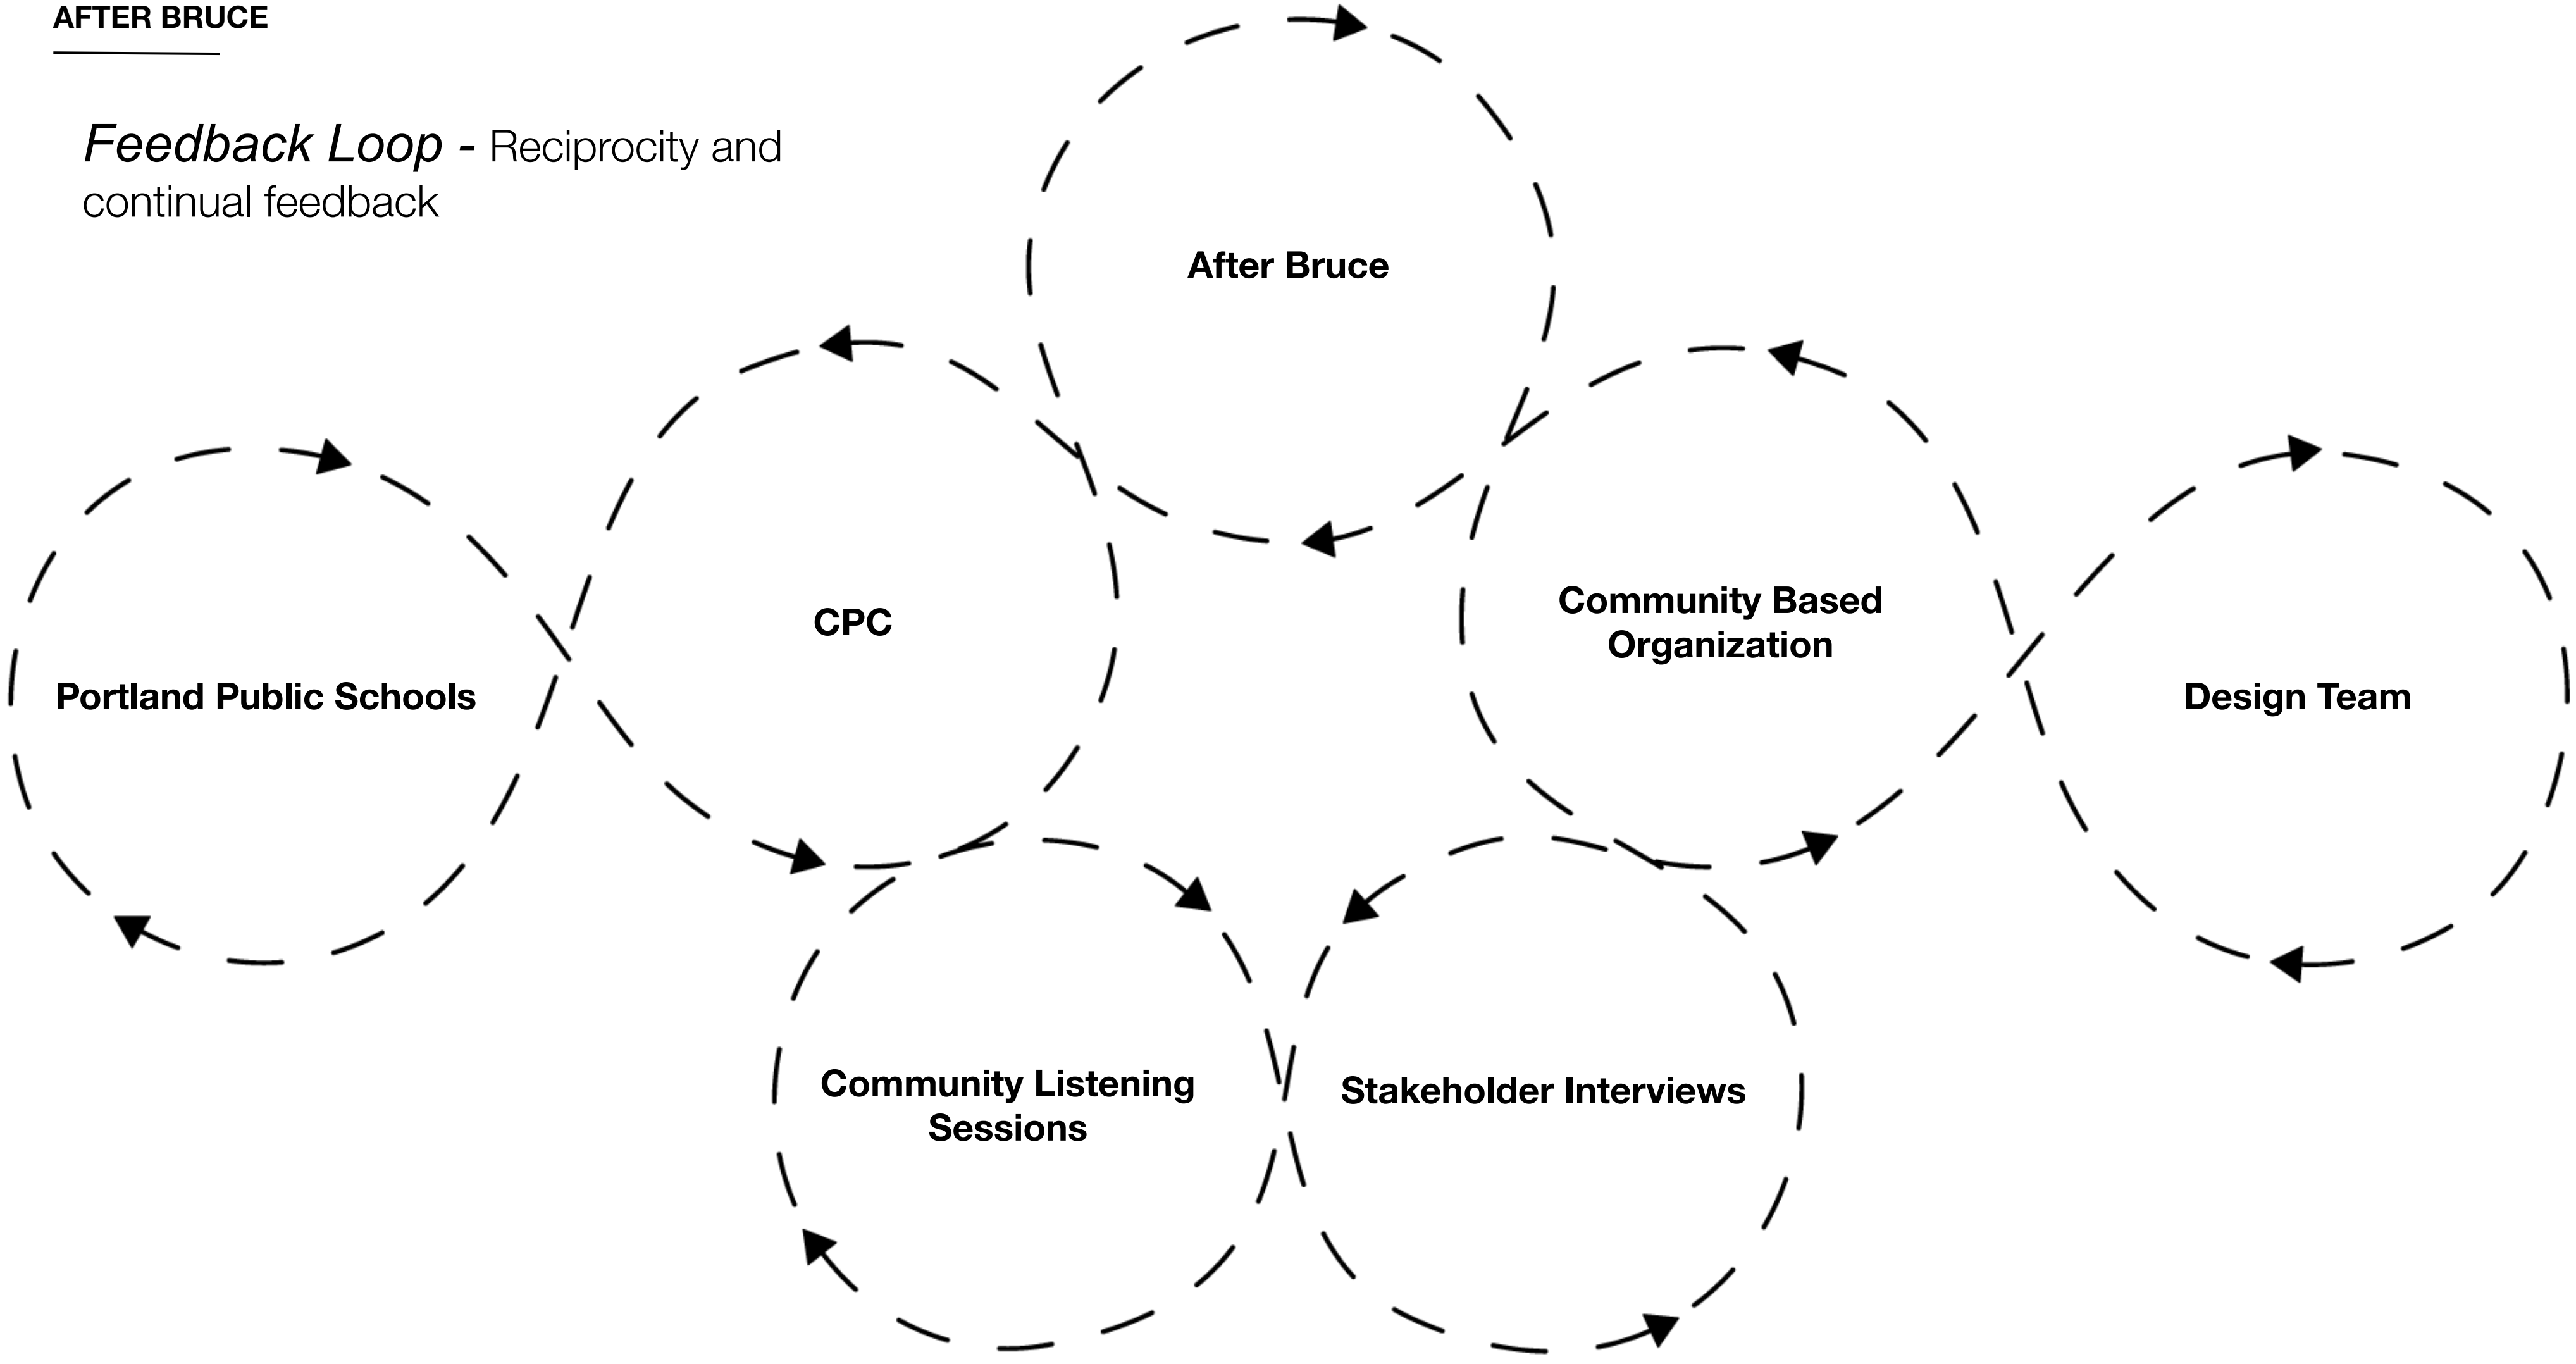 AFTER BRUCE
Feedback Loop - Reciprocity and
continual feedback
After Bruce
CPC
Community Based
Organization
Portland Public Schools
Design Team
Community Listening
Sessions
Stakeholder Interviews